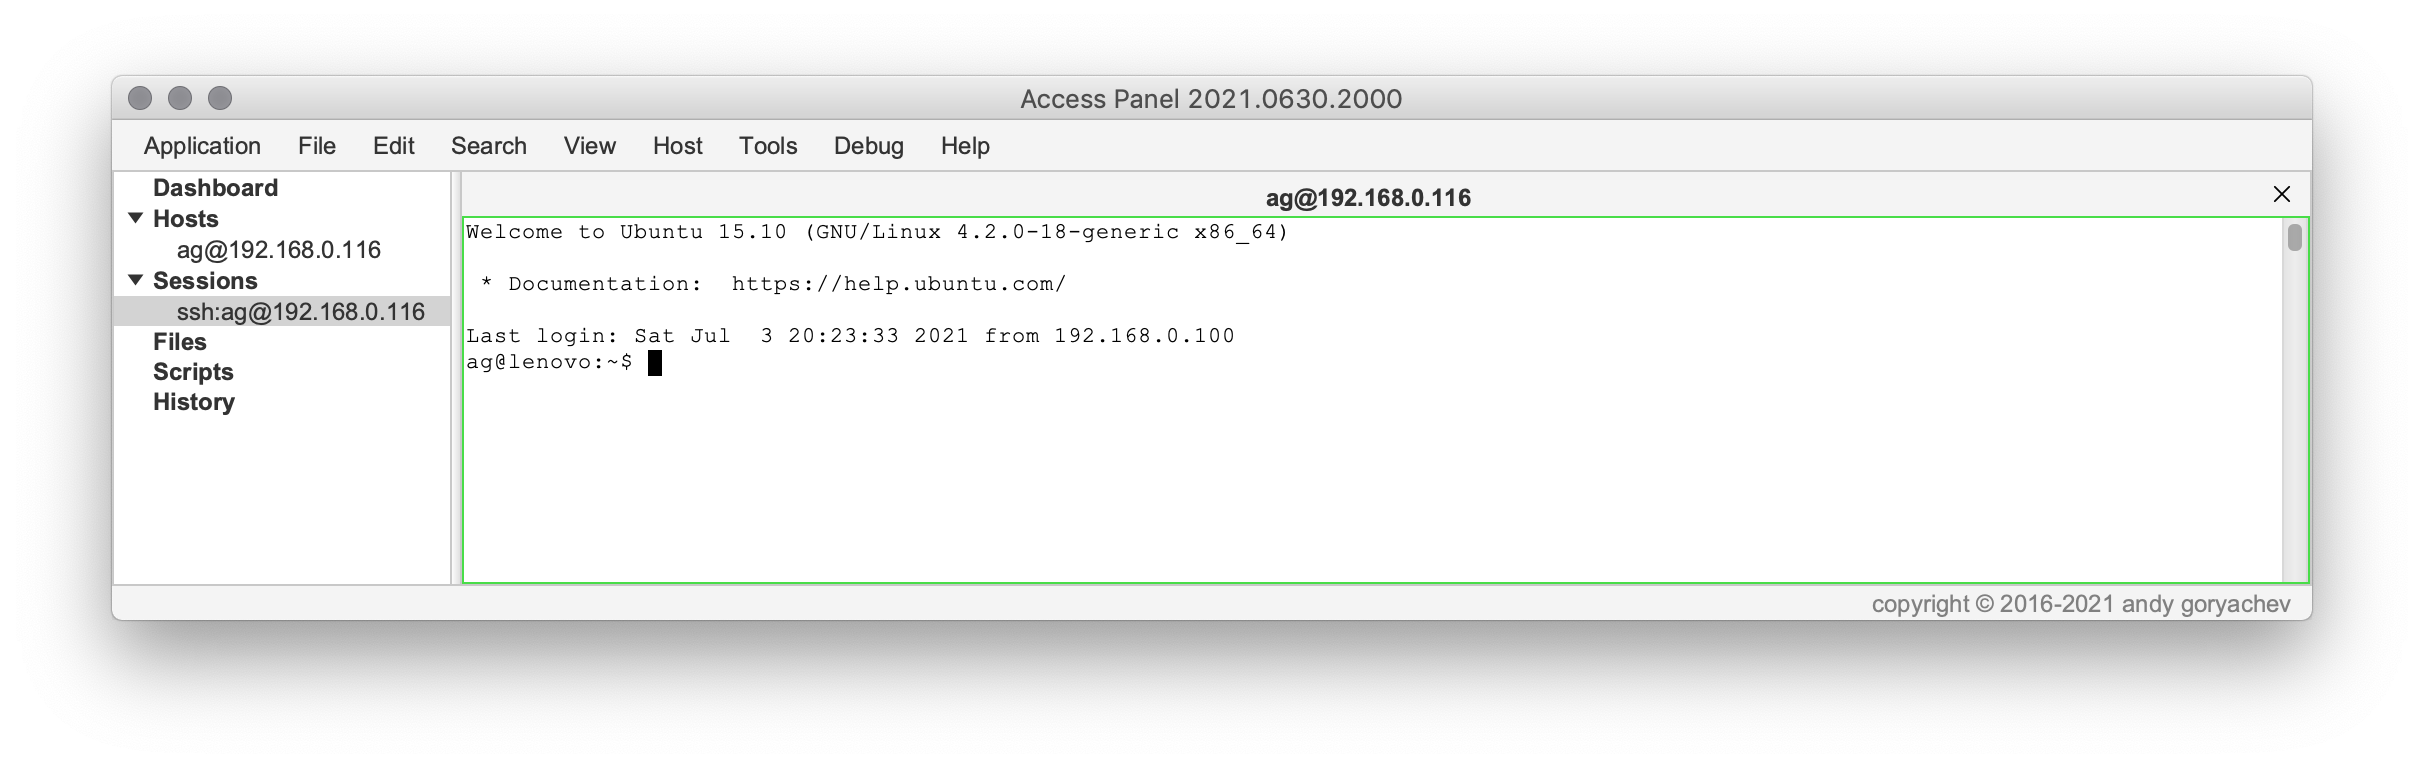 Access Panel 2021.0630.2000
Application File Edit Search View Host Tools Debug Help
Dashboard
Hosts
ag@192.168.0.116
Sessions
ssh:ag@192.168.0.116
Files
Scripts
History
ag@192.168.0.116
Welcome to Ubuntu 15.10 (GNU/Linux 4.2.0-18-generic x86_64)
* Documentation:  https://help.ubuntu.com/
Last login: Sat Jul  3 20:23:33 2021 from 192.168.0.100
ag@lenovo:~$
copyright © 2016-2021 andy goryachev